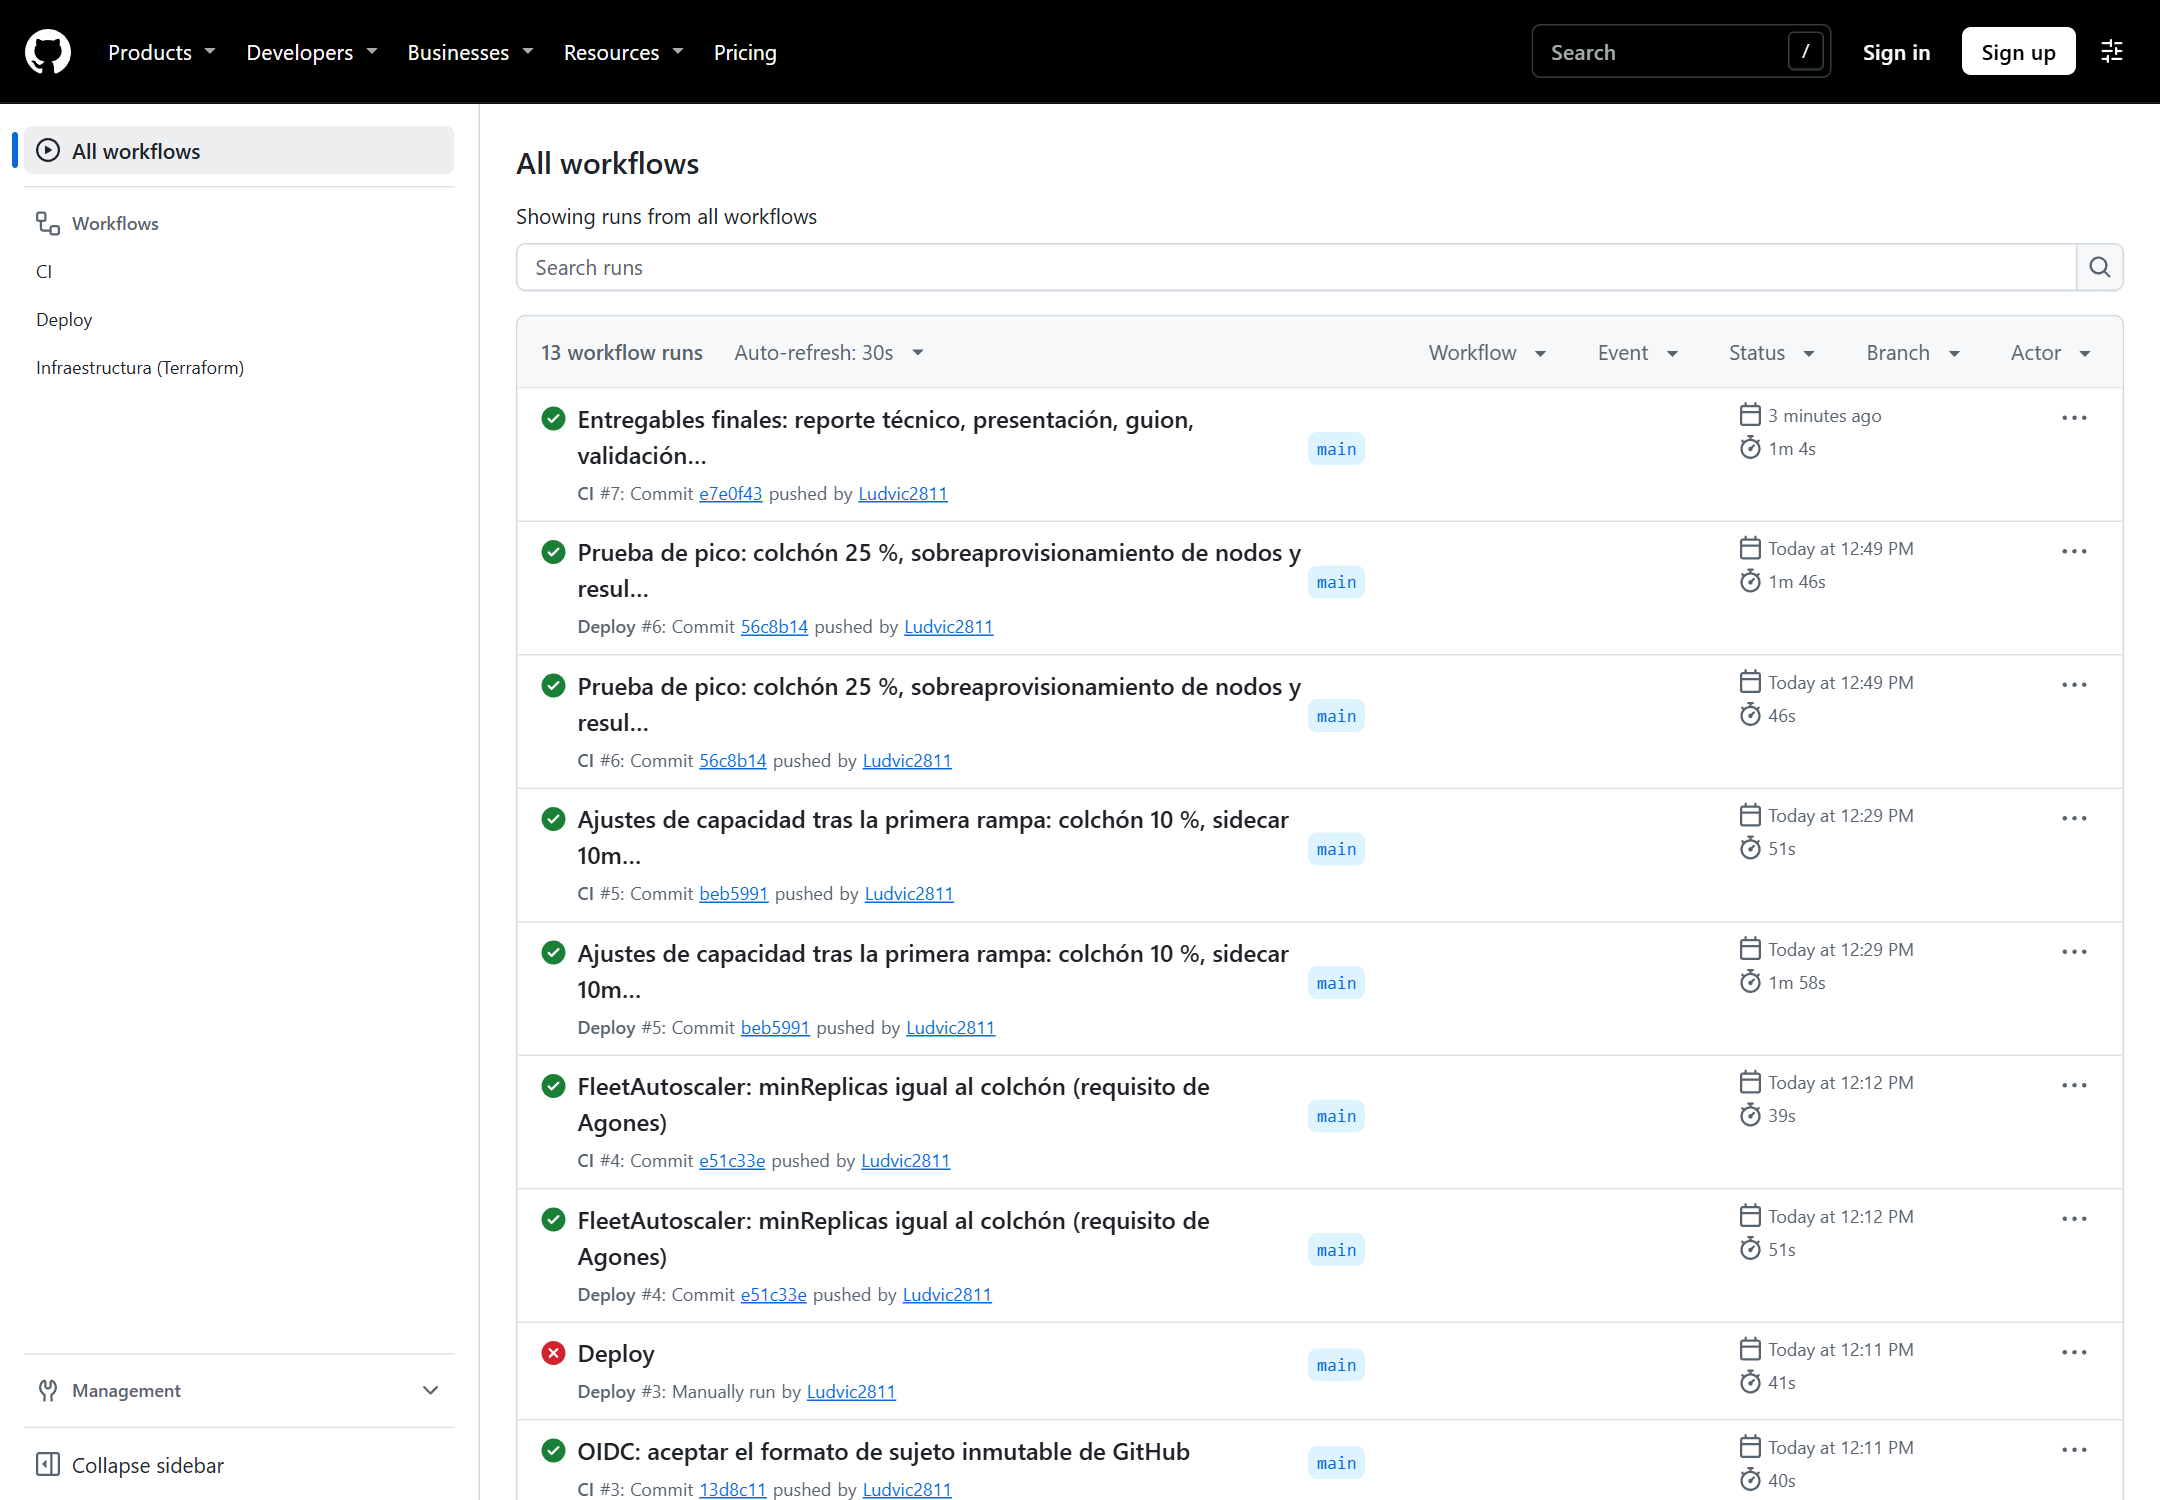 Products Developers Businesses Resources Pricing Search / Sign in Sign up
All workflows
Workflows
CI
Deploy
Infraestructura (Terraform)
Management
Collapse sidebar
All workflows
Showing runs from all workflows
Search runs
13 workflow runs Auto-refresh: 30s Workflow Event Status Branch Actor
Entregables finales: reporte técnico, presentación, guion,
validación...
CI #7: Commit e7e0f43 pushed by Ludvic2811
main
3 minutes ago
1m 4s
Prueba de pico: colchón 25 %, sobreaprovisionamiento de nodos y
resul...
Deploy #6: Commit 56c8b14 pushed by Ludvic2811
main
Today at 12:49 PM
1m 46s
Prueba de pico: colchón 25 %, sobreaprovisionamiento de nodos y
resul...
CI #6: Commit 56c8b14 pushed by Ludvic2811
main
Today at 12:49 PM
46s
Ajustes de capacidad tras la primera rampa: colchón 10 %, sidecar
10m...
CI #5: Commit beb5991 pushed by Ludvic2811
main
Today at 12:29 PM
51s
Ajustes de capacidad tras la primera rampa: colchón 10 %, sidecar
10m...
Deploy #5: Commit beb5991 pushed by Ludvic2811
main
Today at 12:29 PM
1m 58s
FleetAutoscaler: minReplicas igual al colchón (requisito de
Agones)
CI #4: Commit e51c33e pushed by Ludvic2811
main
Today at 12:12 PM
39s
FleetAutoscaler: minReplicas igual al colchón (requisito de
Agones)
Deploy #4: Commit e51c33e pushed by Ludvic2811
main
Today at 12:12 PM
51s
Deploy
Deploy #3: Manually run by Ludvic2811
main
Today at 12:11 PM
41s
OIDC: aceptar el formato de sujeto inmutable de GitHub
CI #3: Commit 13d8c11 pushed by Ludvic2811
main
Today at 12:11 PM
40s